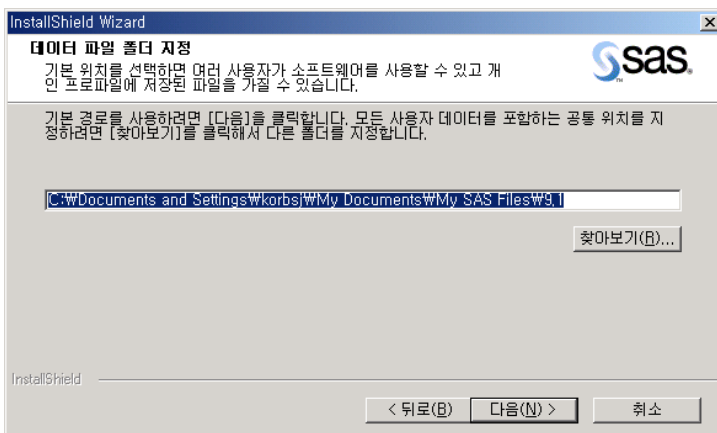 InstallShield Wizard
데이터 파일 폴더 지정
기본 위치를 선택하면 여러 사용자가 소프트웨어를 사용할 수 있고 개
인 프로파일에 저장된 파일을 가질 수 있습니다.
sas.
기본 경로를 사용하려면 [다음]을 클릭합니다. 모든 사용자 데이터를 포함하는 공통 위치를 지
정하려면 [찾아보기]를 클릭해서 다른 폴더를 지정합니다.
C:₩Documents and Settings₩korbsj₩My Documents₩My SAS Files₩9.1
찾아보기(R)...
InstallShield
< 뒤로(B)
다음(N) >
취소